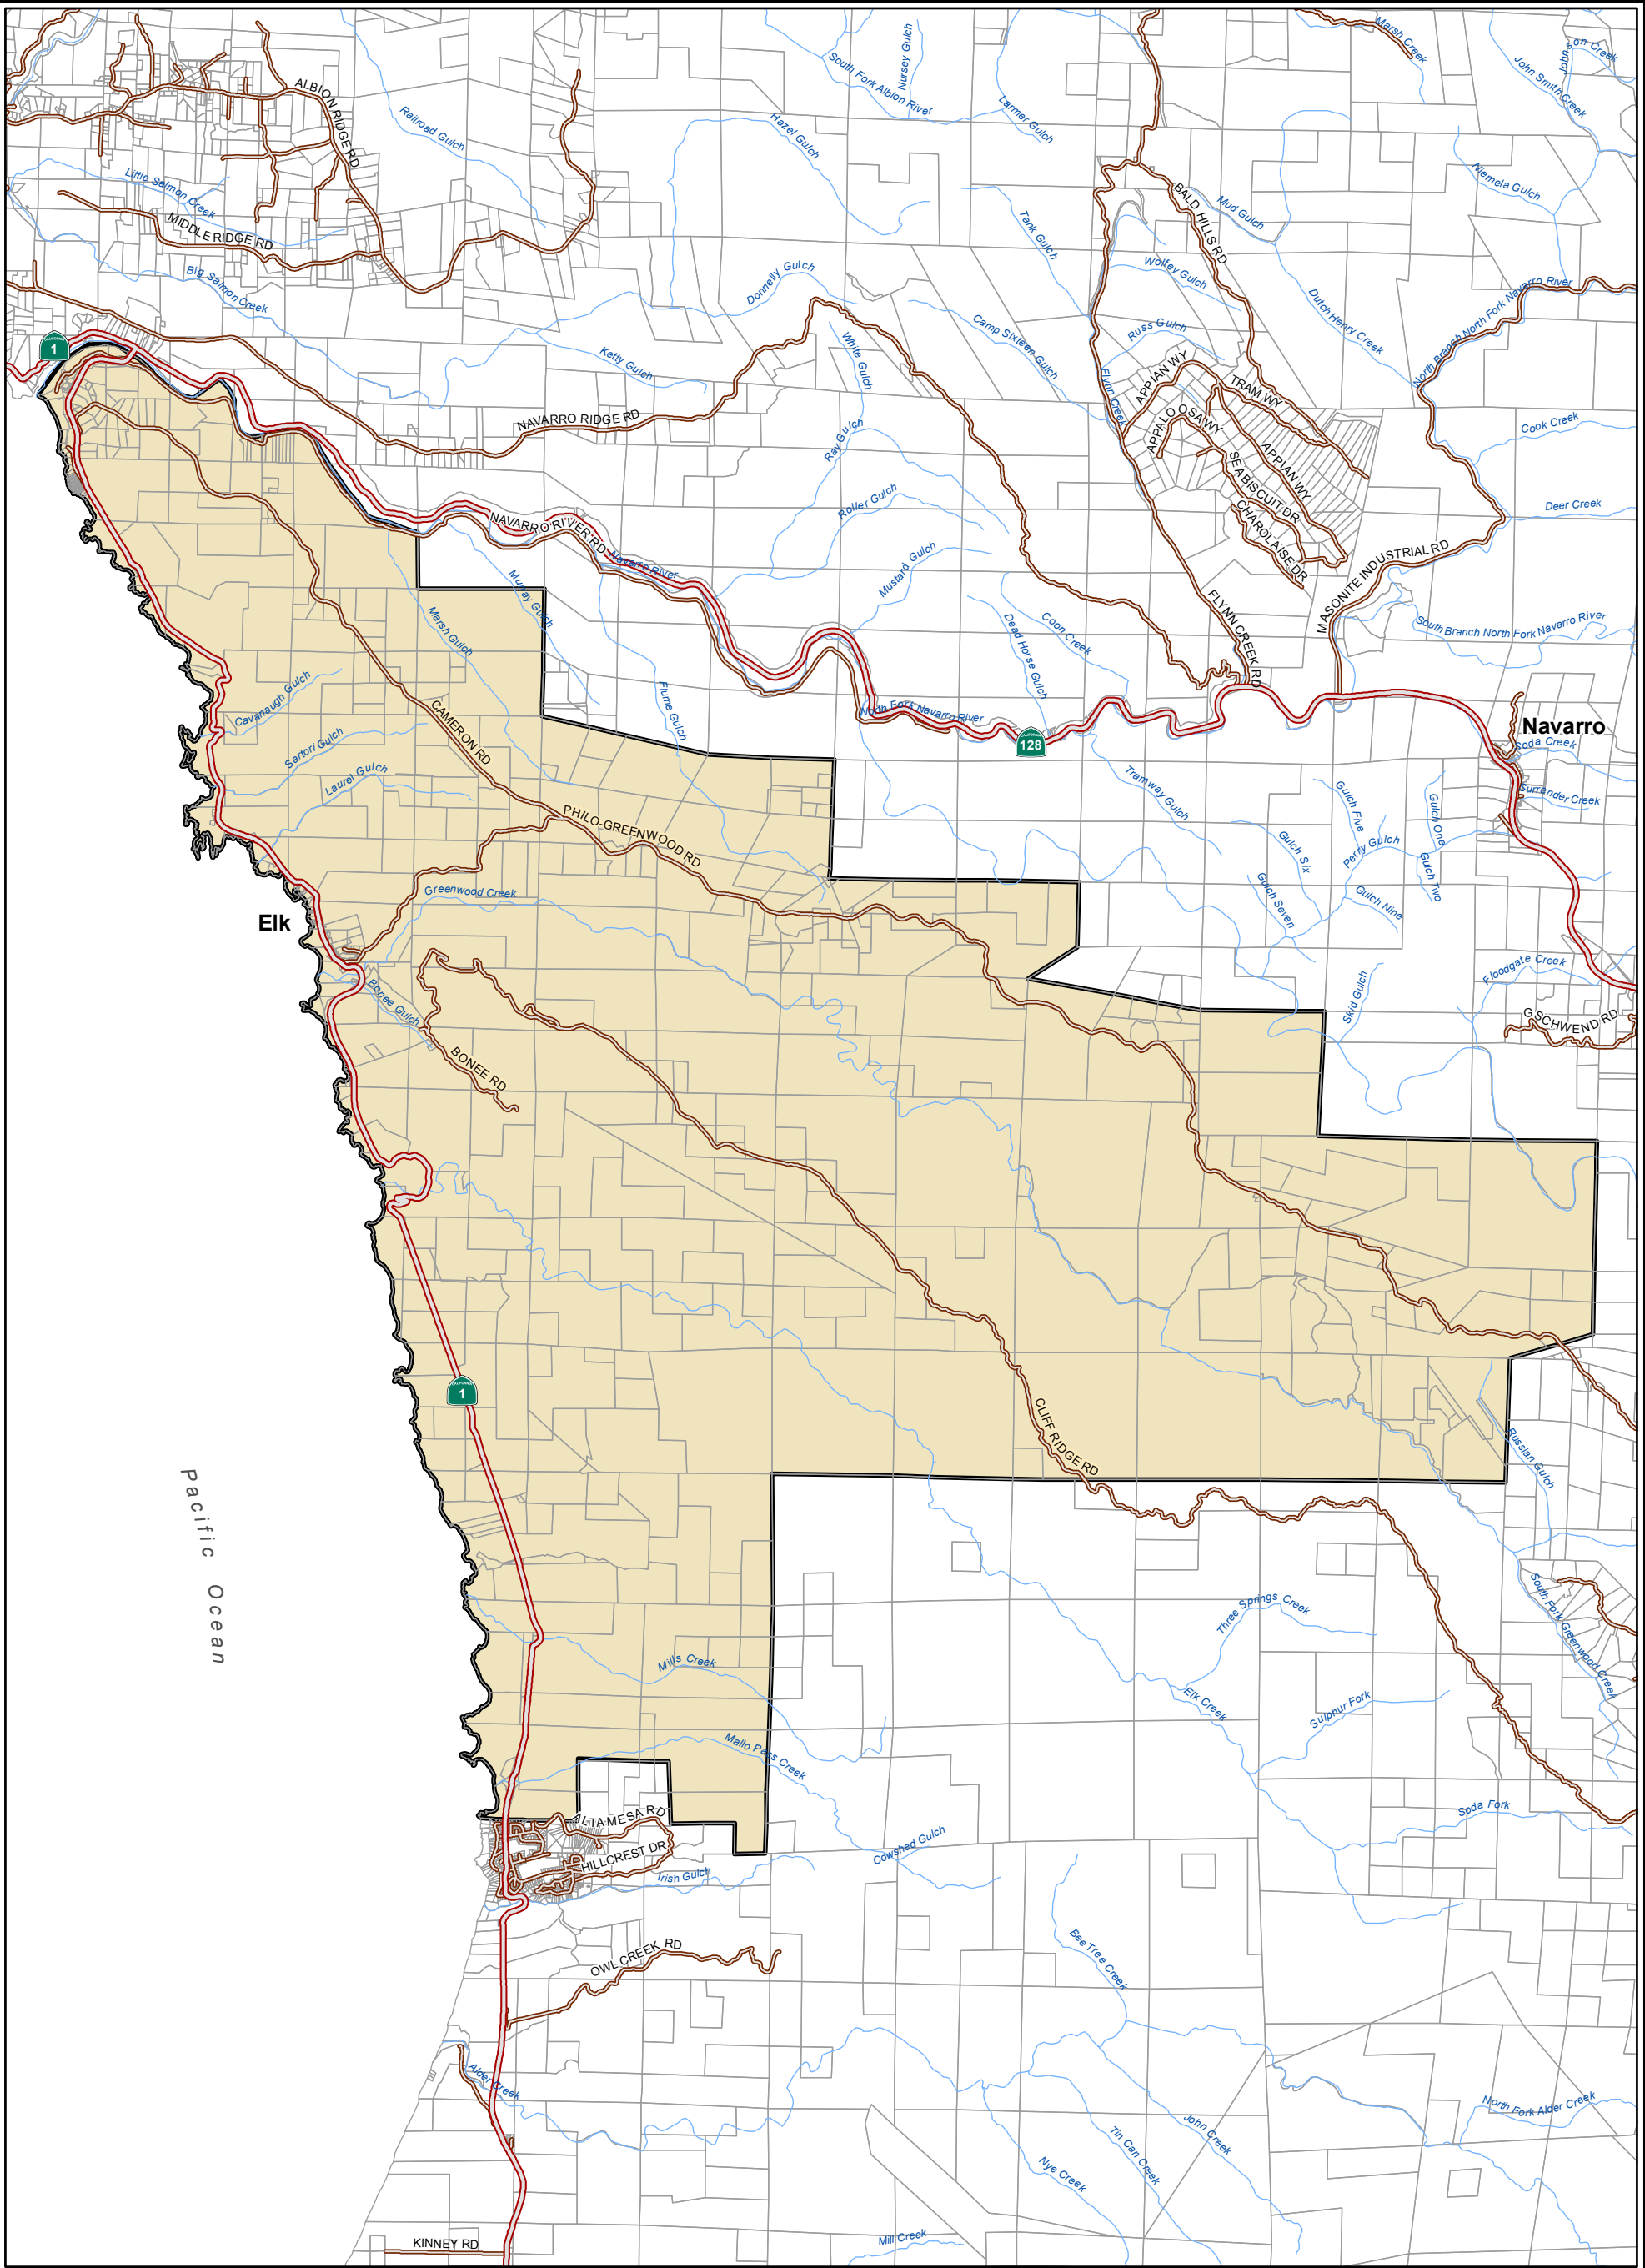 Marsh Creek
Johnson Creek
John Smith Creek
Nursey Gulch
South Fork Albion River
Larmer Gulch
ALBION RIDGE RD
Railroad Gulch
Hazel Gulch
Niemela Gulch
Little Salmon Creek
MIDDLE RIDGE RD
BALD HILLS RD
Mud Gulch
Tank Gulch
Big Salmon Creek
Donnelly Gulch
Wolfey Gulch
Dutch Henry Creek
North Branch North Fork Navarro River
Camp Sixteen Gulch
Russ Gulch
CALIFORNIA
1
White Gulch
Ketty Gulch
Flynn Creek
APPIAN WY
TRAM WY
NAVARRO RIDGE RD
APPALOOSA WY
Cook Creek
Ray Gulch
SEABISCUIT DR
APPIAN WY
Roller Gulch
Deer Creek
CHAROLAISE DR
NAVARRO RIVER RD
Navarro River
Mustard Gulch
MASONITE INDUSTRIAL RD
Murray Gulch
Marsh Gulch
FLYNN CREEK RD
Coon Creek
Dead Horse Gulch
South Branch North Fork Navarro River
Cavanaugh Gulch
Flume Gulch
North Fork Navarro River
CAMERON RD
Sartori Gulch
CALIFORNIA
128
Navarro
Soda Creek
Laurel Gulch
Tramway Gulch
Surrender Creek
Gulch Five
Gulch One
PHILO-GREENWOOD RD
Gulch Six
Perry Gulch
Gulch Two
Greenwood Creek
Gulch Seven
Gulch Nine
Elk
Floodgate Creek
Skid Gulch
Bonee Gulch
GSCHWEND RD
BONEE RD
CALIFORNIA
1
CLIFF RIDGE RD
Russian Gulch
Pacific Ocean
South Fork Greenwood Creek
Three Springs Creek
Mills Creek
Elk Creek
Sulphur Fork
Mallo Pass Creek
Soda Fork
ALTA MESA RD
HILLCREST DR
Cowshed Gulch
Irish Gulch
OWL CREEK RD
Bee Tree Creek
Alder Creek
North Fork Alder Creek
John Creek
Tin Can Creek
Nye Creek
Mill Creek
KINNEY RD